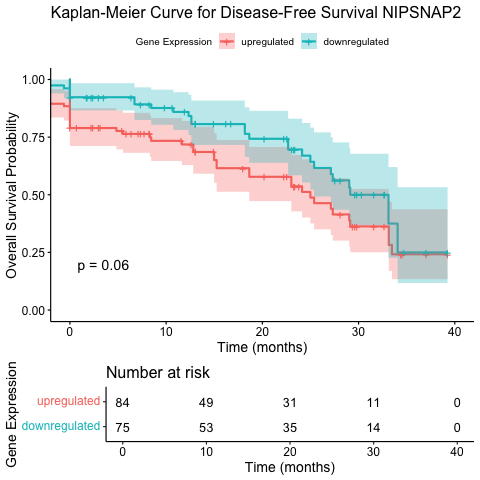 Kaplan-Meier Curve for Disease-Free Survival NIPSNAP2
Gene Expression upregulated downregulated
Overall Survival Probability
1.00
0.75
0.50
0.25
0.00
p = 0.06
0 10 20 30 40
Time (months)
Number at risk
Gene Expression
upregulated 84 49 31 11 0
downregulated 75 53 35 14 0
0 10 20 30 40
Time (months)